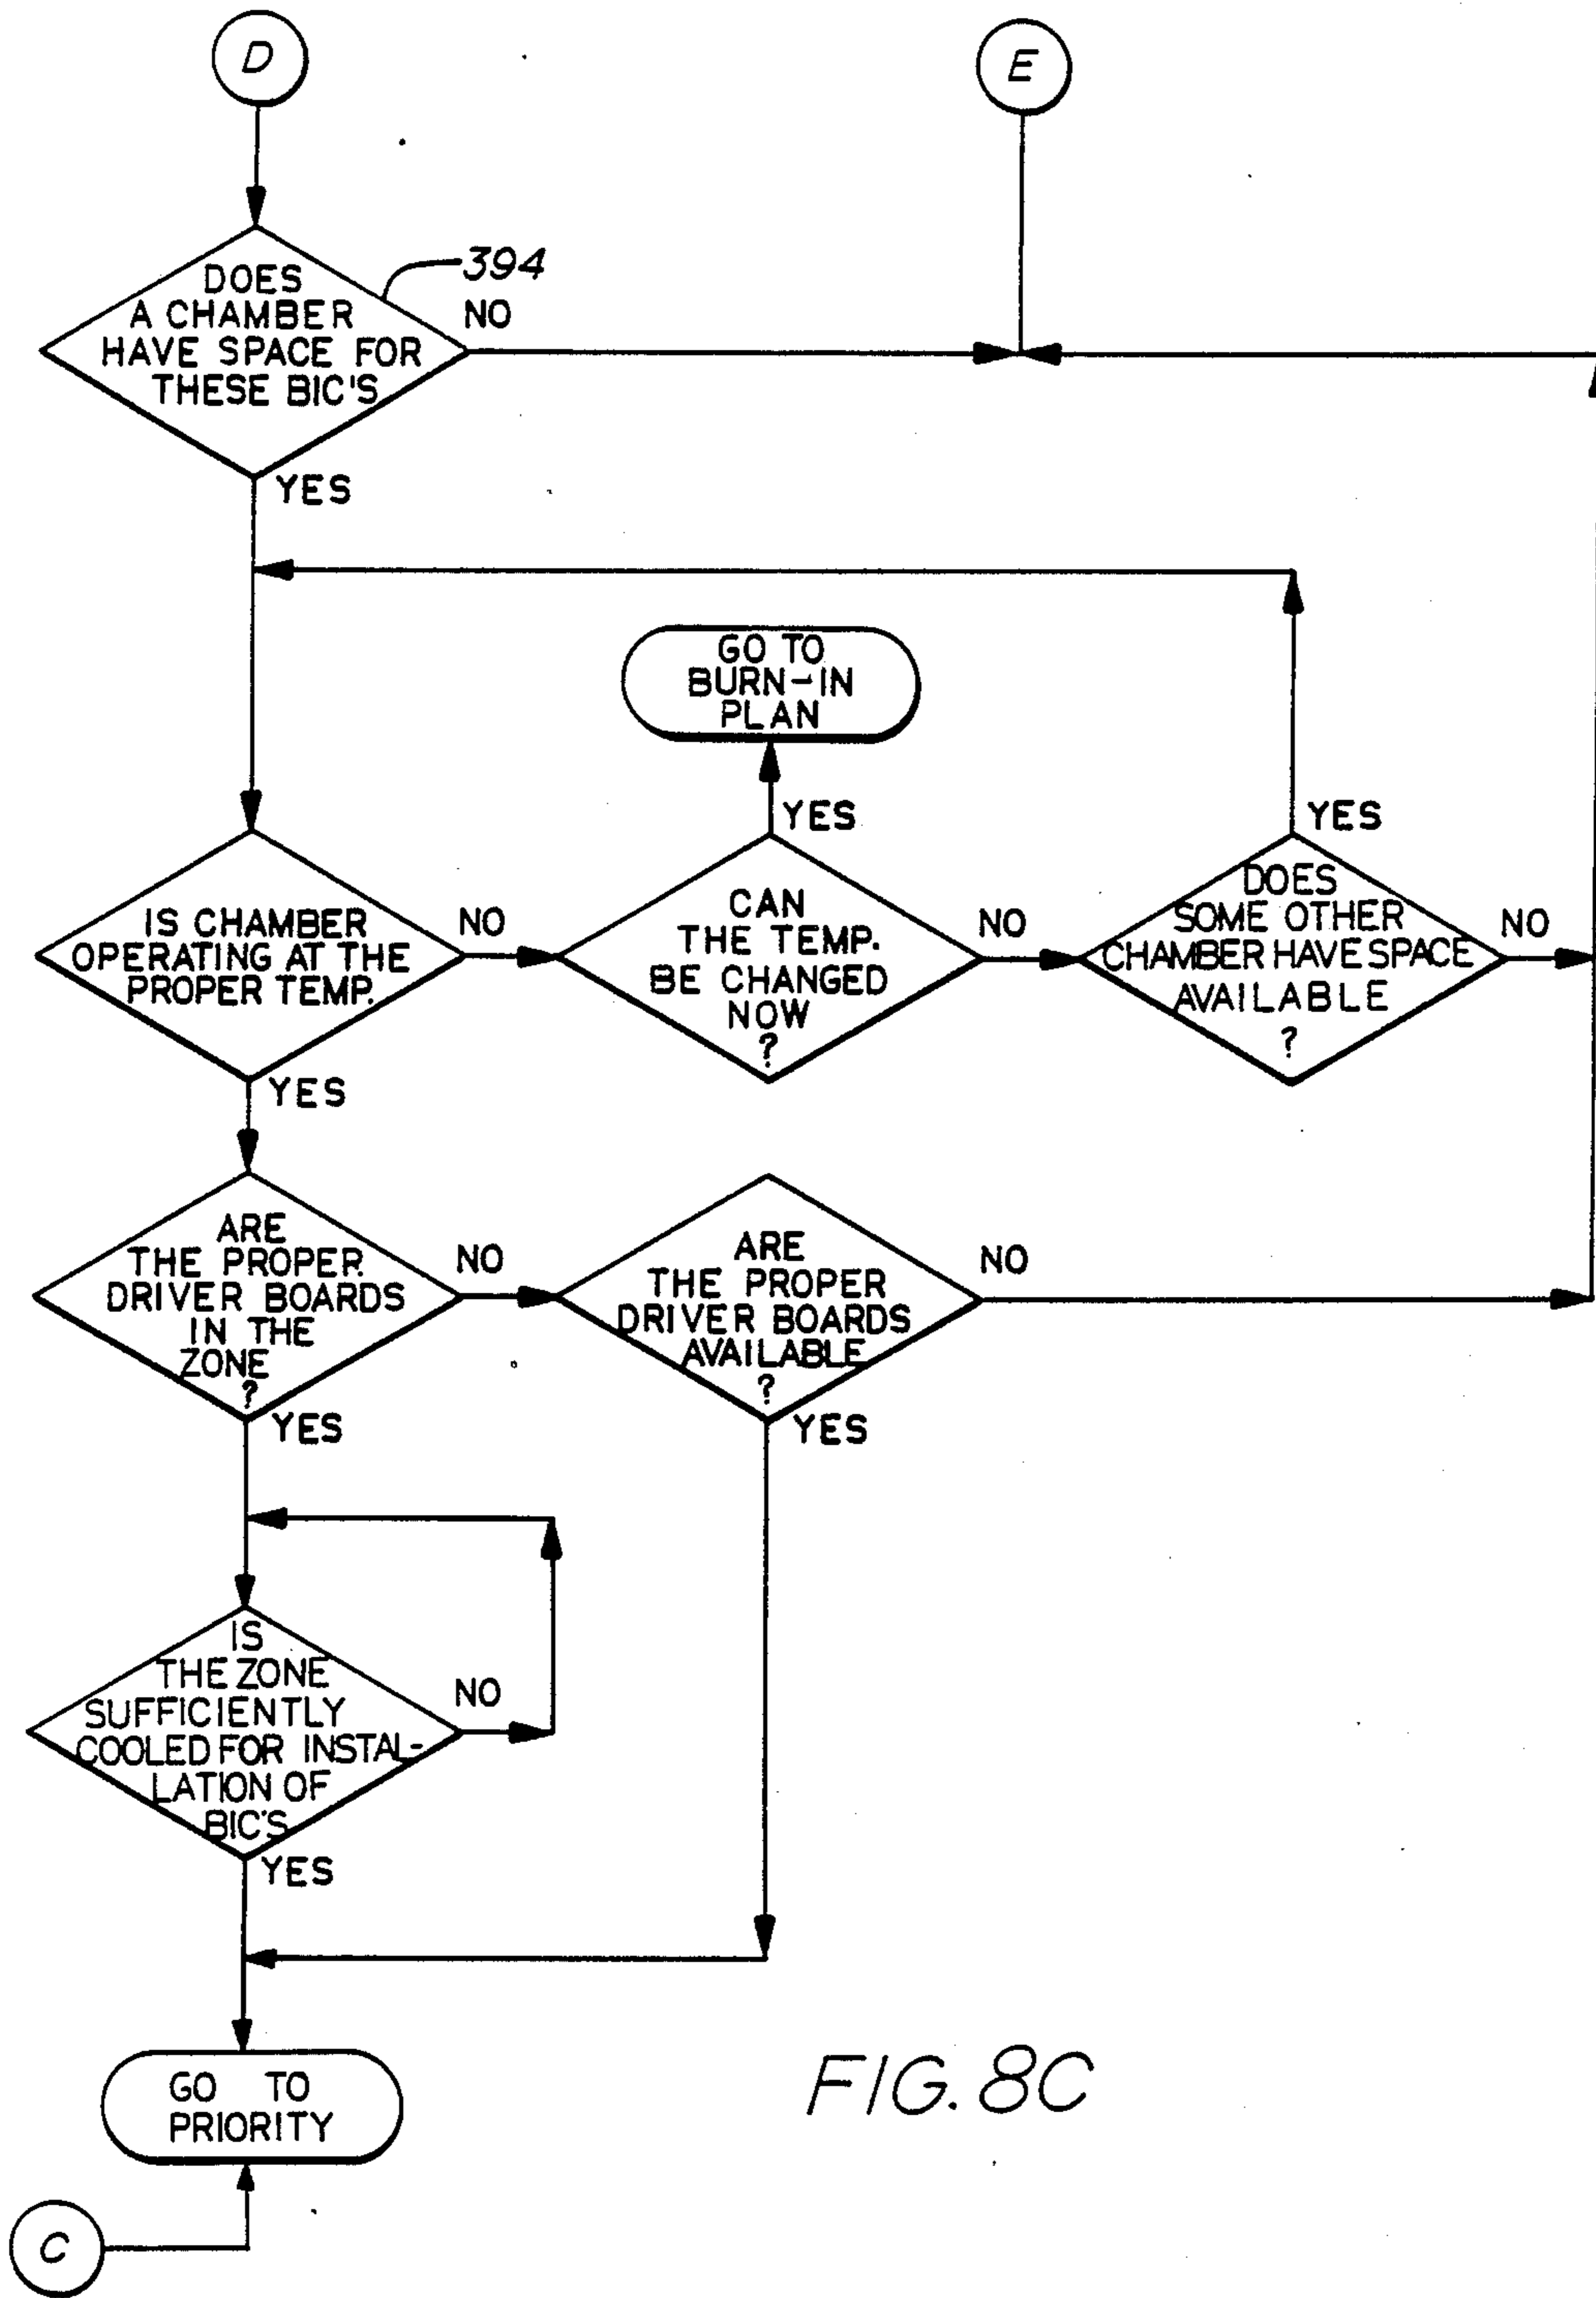 D
E
394
DOES
A CHAMBER
HAVE SPACE FOR
THESE BIC'S
NO
YES
GO TO
BURN-IN
PLAN
YES
YES
IS CHAMBER
OPERATING AT THE
PROPER TEMP.
NO
CAN
THE TEMP.
BE CHANGED
NOW
?
NO
DOES
SOME OTHER
CHAMBER HAVE SPACE
AVAILABLE
?
NO
YES
ARE
THE PROPER
DRIVER BOARDS
IN THE
ZONE
?
NO
ARE
THE PROPER
DRIVER BOARDS
AVAILABLE
?
NO
YES
YES
IS
THE ZONE
SUFFICIENTLY
COOLED FOR INSTAL-
LATION OF
BIC'S
NO
YES
GO TO
PRIORITY
C
FIG. 8C